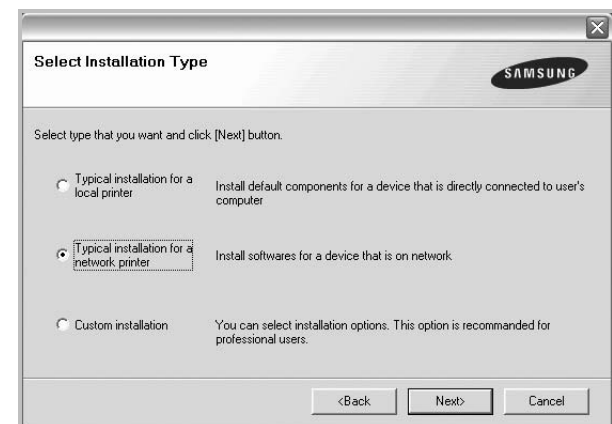 Select Installation Type
SAMSUNG
Select type that you want and click [Next] button.
Typical installation for a
local printer
Install default components for a device that is directly connected to user's
computer
Typical installation for a
network printer
Install softwares for a device that is on network
Custom installation
You can select installation options. This option is recommanded for
professional users.
<Back
Next>
Cancel